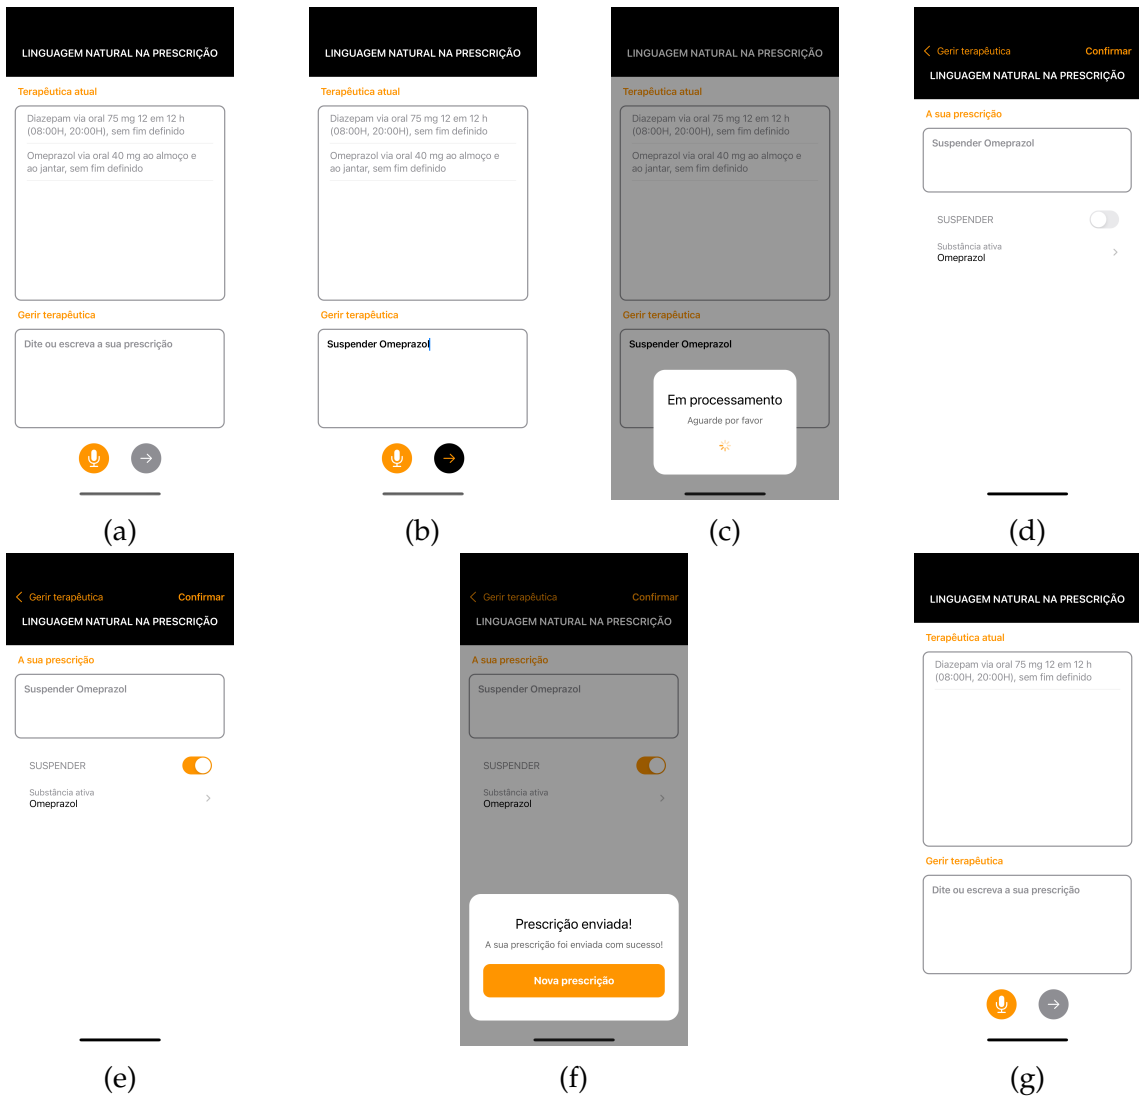 LINGUAGEM NATURAL NA PRESCRIÇÃO
Terapêutica atual
Diazepam via oral 75 mg 12 em 12 h
(08:00H, 20:00H), sem fim definido
Omeprazol via oral 40 mg ao almoço e
ao jantar, sem fim definido
Gerir terapêutica
Dite ou escreva a sua prescrição
(a)
LINGUAGEM NATURAL NA PRESCRIÇÃO
Terapêutica atual
Diazepam via oral 75 mg 12 em 12 h
(08:00H, 20:00H), sem fim definido
Omeprazol via oral 40 mg ao almoço e
ao jantar, sem fim definido
Gerir terapêutica
Suspender Omeprazol
(b)
LINGUAGEM NATURAL NA PRESCRIÇÃO
Terapêutica atual
Diazepam via oral 75 mg 12 em 12 h
(08:00H, 20:00H), sem fim definido
Omeprazol via oral 40 mg ao almoço e
ao jantar, sem fim definido
Gerir terapêutica
Suspender Omeprazol
Em processamento
Aguarde por favor
(c)
Gerir terapêutica Confirmar
LINGUAGEM NATURAL NA PRESCRIÇÃO
A sua prescrição
Suspender Omeprazol
SUSPENDER
Substância ativa
Omeprazol
(d)
Gerir terapêutica Confirmar
LINGUAGEM NATURAL NA PRESCRIÇÃO
A sua prescrição
Suspender Omeprazol
SUSPENDER
Substância ativa
Omeprazol
(e)
Gerir terapêutica Confirmar
LINGUAGEM NATURAL NA PRESCRIÇÃO
A sua prescrição
Suspender Omeprazol
SUSPENDER
Substância ativa
Omeprazol
Prescrição enviada!
A sua prescrição foi enviada com sucesso!
Nova prescrição
(f)
LINGUAGEM NATURAL NA PRESCRIÇÃO
Terapêutica atual
Diazepam via oral 75 mg 12 em 12 h
(08:00H, 20:00H), sem fim definido
Gerir terapêutica
Dite ou escreva a sua prescrição
(g)